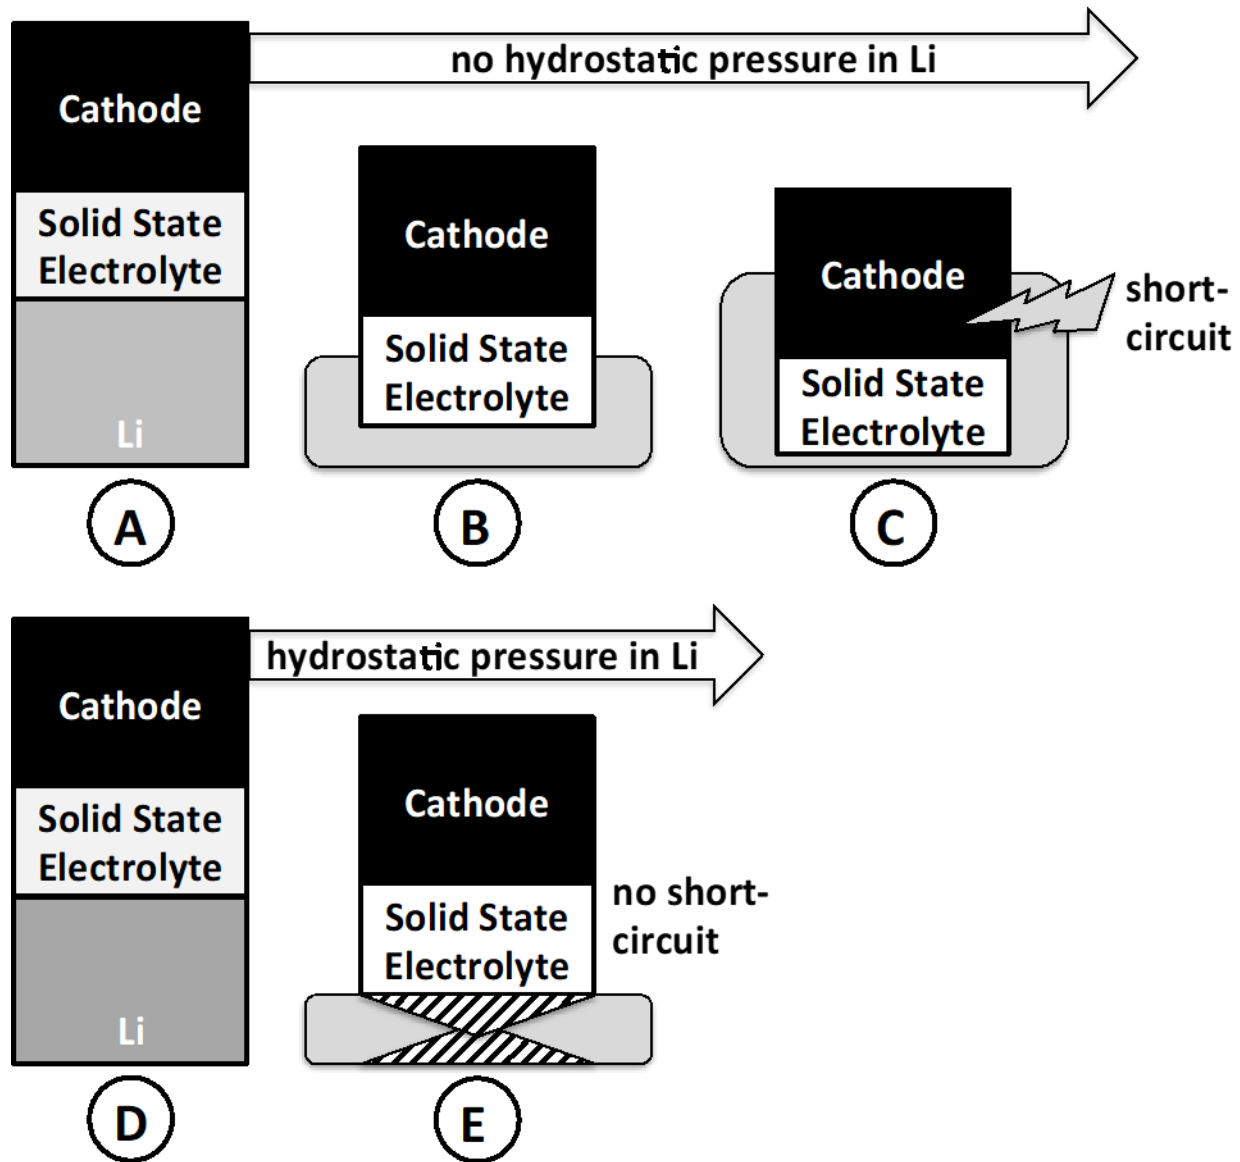 no hydrostatic pressure in Li
Cathode
Solid State
Electrolyte
Li
A
Cathode
Solid State
Electrolyte
B
Cathode
Solid State
Electrolyte
short-
circuit
C
hydrostatic pressure in Li
Cathode
Solid State
Electrolyte
Li
D
Cathode
Solid State
Electrolyte
no short-
circuit
E